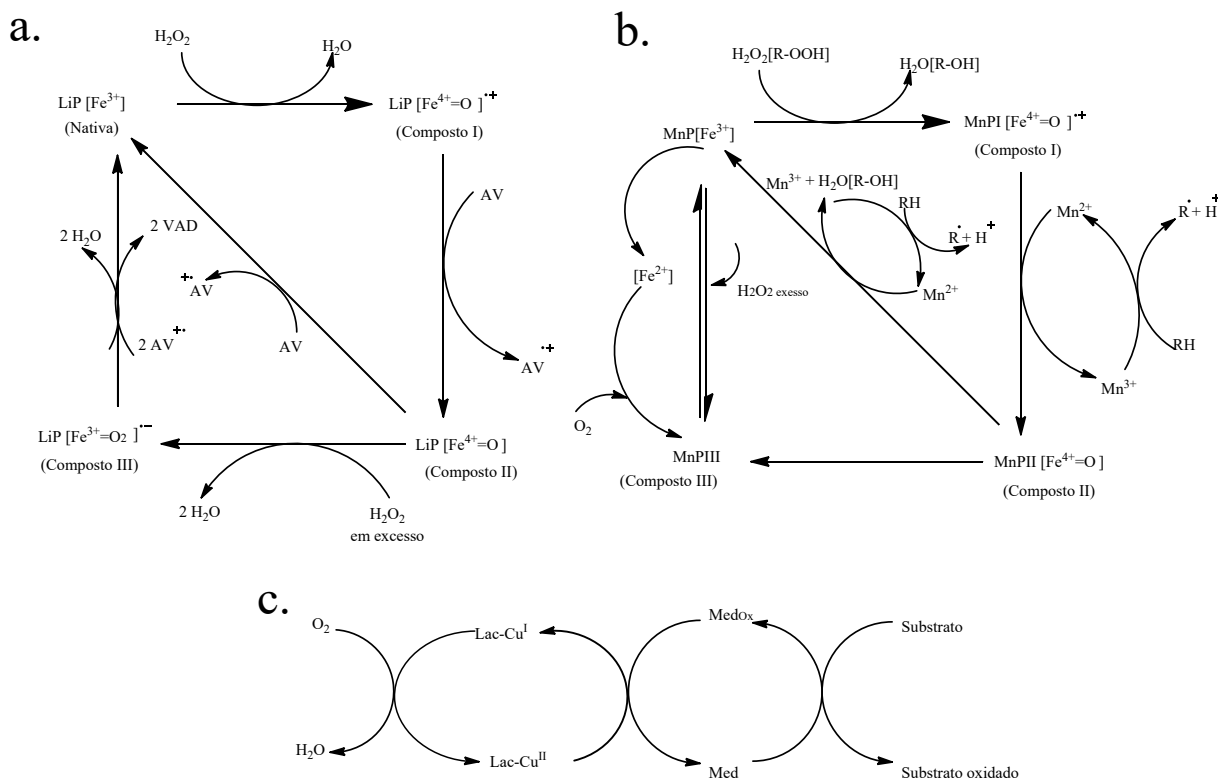 a.
H₂O₂
H₂O
LiP [Fe³⁺]
(Nativa)
LiP [Fe⁴⁺=O ]•+
(Composto I)
AV
AV•+
2 H₂O
2 VAD
+•AV
AV
2 AV+•
LiP [Fe³⁺=O₂ ]•−
(Composto III)
LiP [Fe⁴⁺=O]
(Composto II)
2 H₂O
H₂O₂
em excesso
b.
H₂O₂[R-OOH]
H₂O[R-OH]
MnP[Fe³⁺]
MnPI [Fe⁴⁺=O ]•+
(Composto I)
Mn³⁺ + H₂O[R-OH]
RH
R• + H+
Mn²⁺
Mn²⁺
R• + H+
[Fe²⁺]
H2O2 exesso
RH
Mn³⁺
O₂
MnPIII
(Composto III)
MnPII [Fe⁴⁺=O ]
(Composto II)
c.
O₂
Lac-Cuᴵ
MedOx
Substrato
H₂O
Lac-Cuᴵᴵ
Med
Substrato oxidado